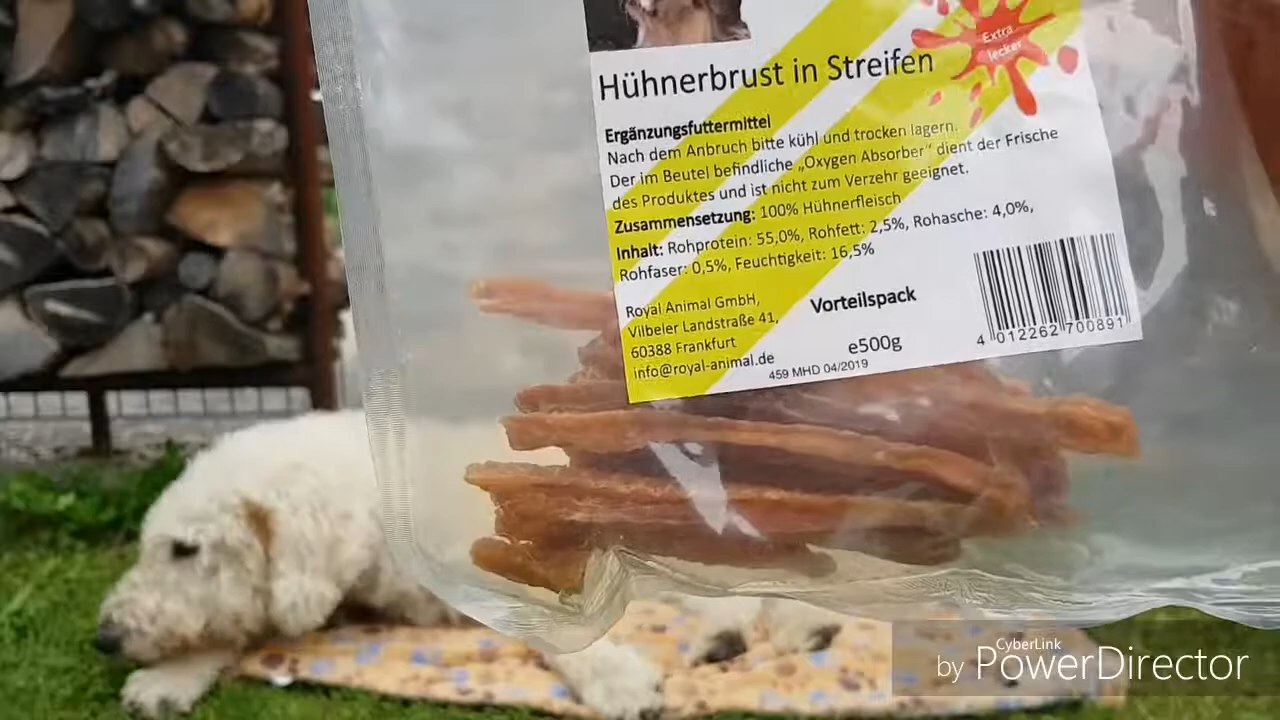 Extra
lecker
Hühnerbrust in Streifen
Ergänzungsfuttermittel
Nach dem Anbruch bitte kühl und trocken lagern.
Der im Beutel befindliche „Oxygen Absorber“ dient der Frische
des Produktes und ist nicht zum Verzehr geeignet.
Zusammensetzung: 100% Hühnerfleisch
Inhalt: Rohprotein: 55,0%, Rohfett: 2,5%, Rohasche: 4,0%,
Rohfaser: 0,5%, Feuchtigkeit: 16,5%
Royal Animal GmbH,
Vilbeler Landstraße 41,
60388 Frankfurt
info@royal-animal.de
Vorteilspack
e500g
459 MHD 04/2019
4 012262 700891
by CyberLink PowerDirector